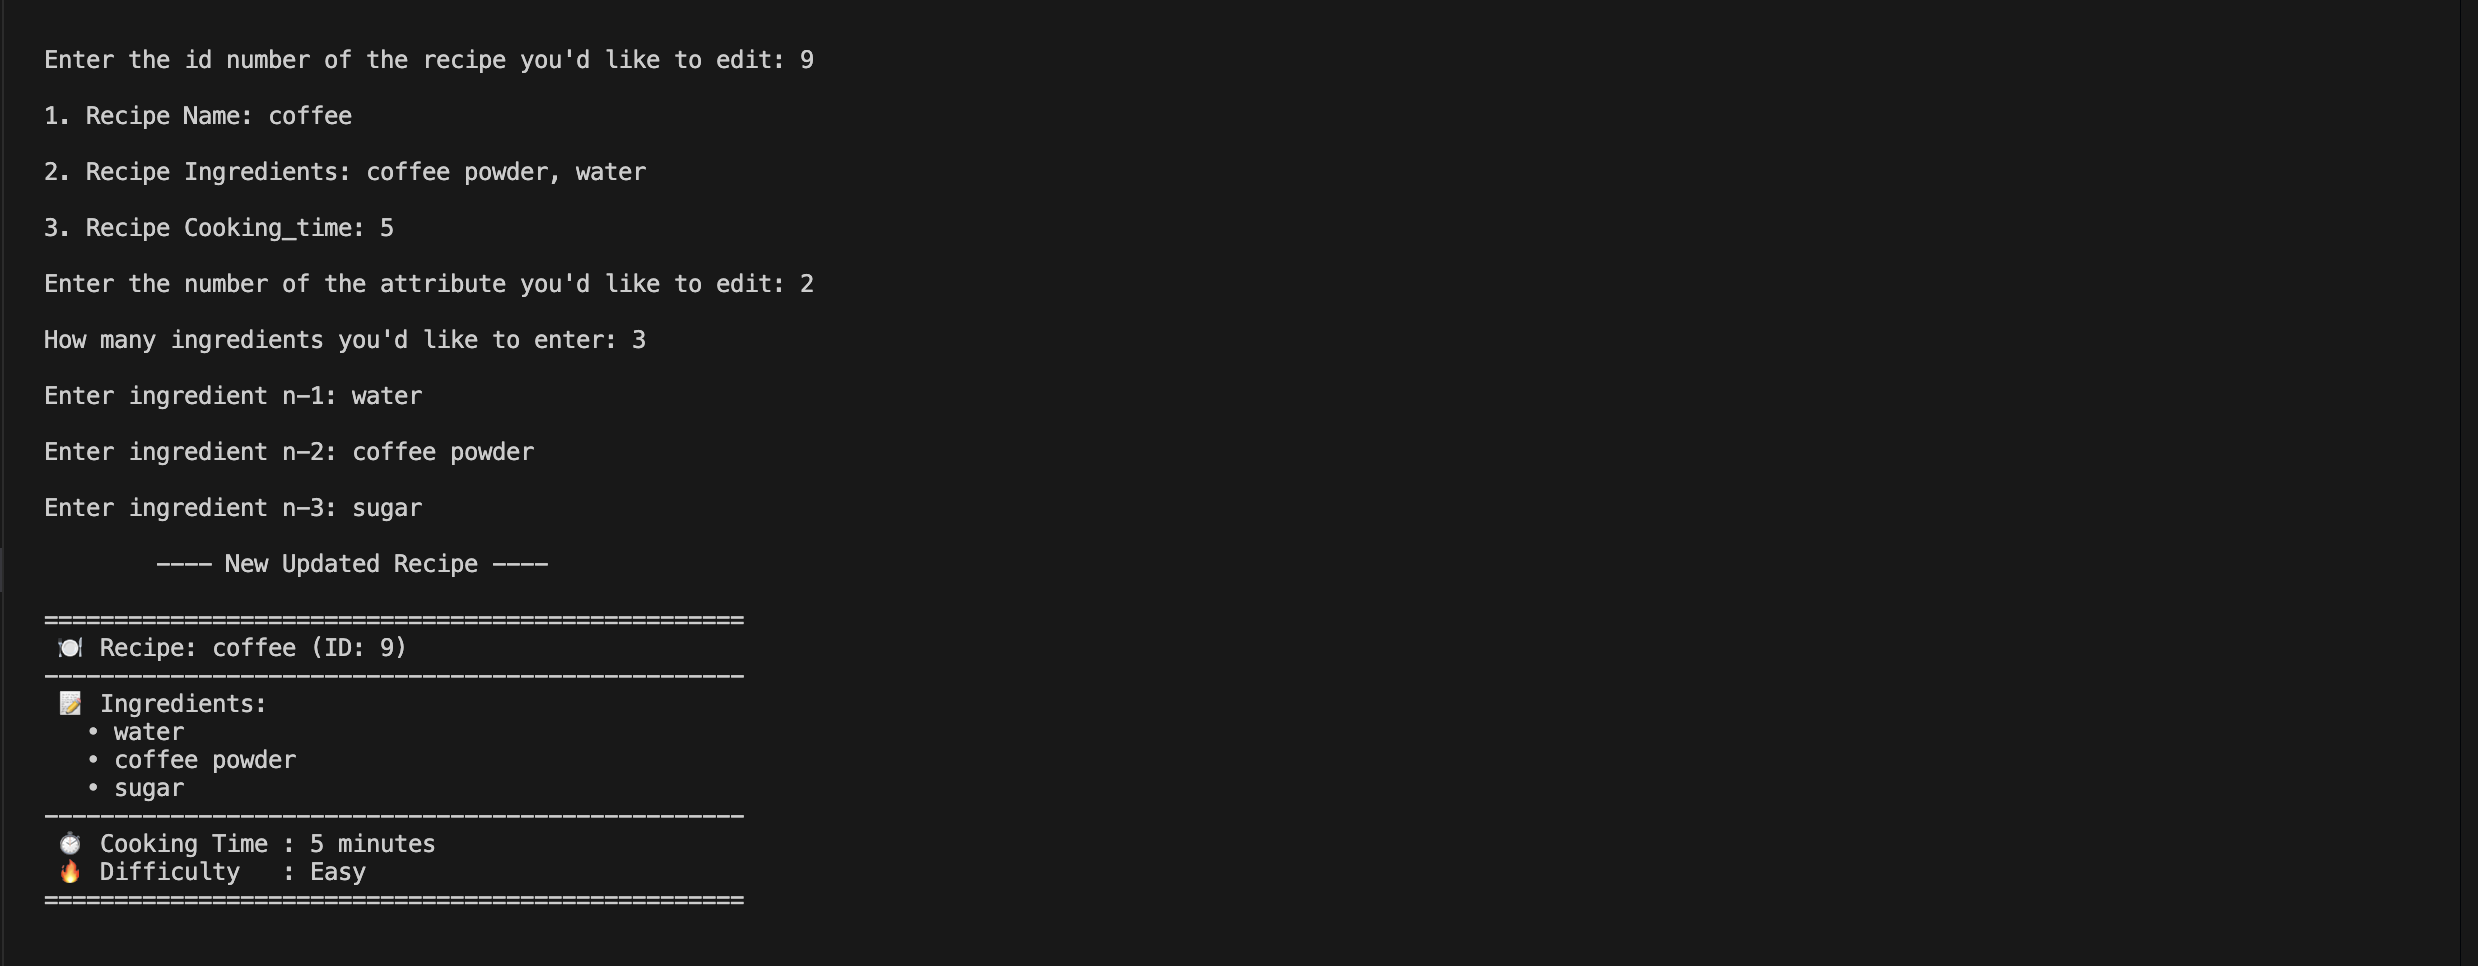 Enter the id number of the recipe you'd like to edit: 9
1. Recipe Name: coffee
2. Recipe Ingredients: coffee powder, water
3. Recipe Cooking_time: 5
Enter the number of the attribute you'd like to edit: 2
How many ingredients you'd like to enter: 3
Enter ingredient n-1: water
Enter ingredient n-2: coffee powder
Enter ingredient n-3: sugar
---- New Updated Recipe ----
==================================================
🍽️ Recipe: coffee (ID: 9)
--------------------------------------------------
📝 Ingredients:
• water
• coffee powder
• sugar
--------------------------------------------------
⏱️ Cooking Time : 5 minutes
🔥 Difficulty   : Easy
==================================================